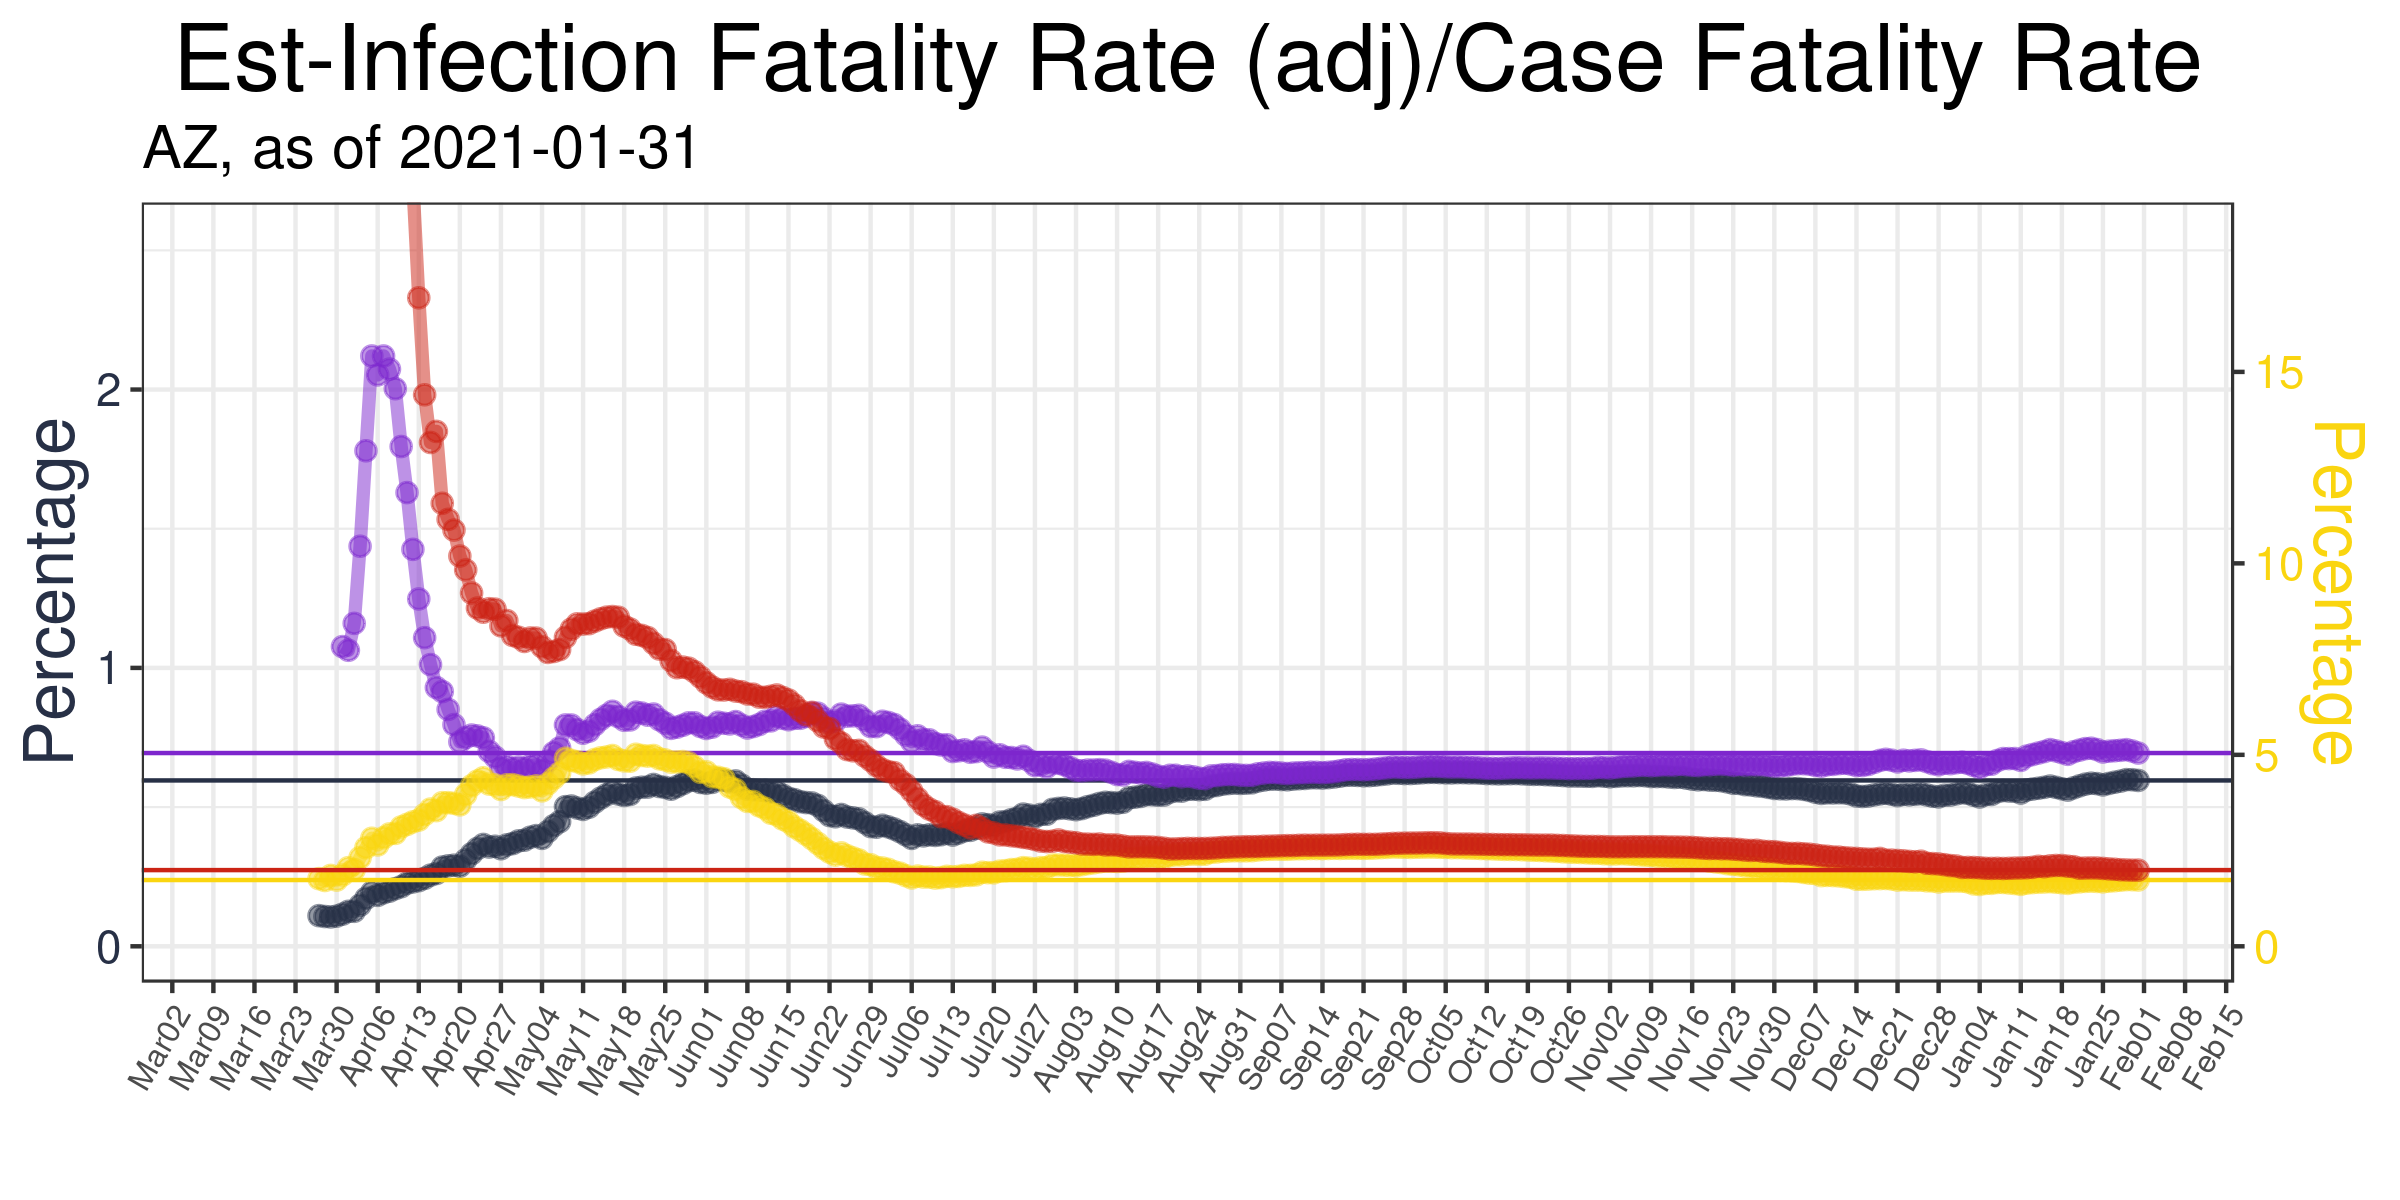 Est-Infection Fatality Rate (adj)/Case Fatality Rate
AZ, as of 2021-01-31
Percentage
2
1
0
15
10
5
0
Percentage
Mar02
Mar09
Mar16
Mar23
Mar30
Apr06
Apr13
Apr20
Apr27
May04
May11
May18
May25
Jun01
Jun08
Jun15
Jun22
Jun29
Jul06
Jul13
Jul20
Jul27
Aug03
Aug10
Aug17
Aug24
Aug31
Sep07
Sep14
Sep21
Sep28
Oct05
Oct12
Oct19
Oct26
Nov02
Nov09
Nov16
Nov23
Nov30
Dec07
Dec14
Dec21
Dec28
Jan04
Jan11
Jan18
Jan25
Feb01
Feb08
Feb15